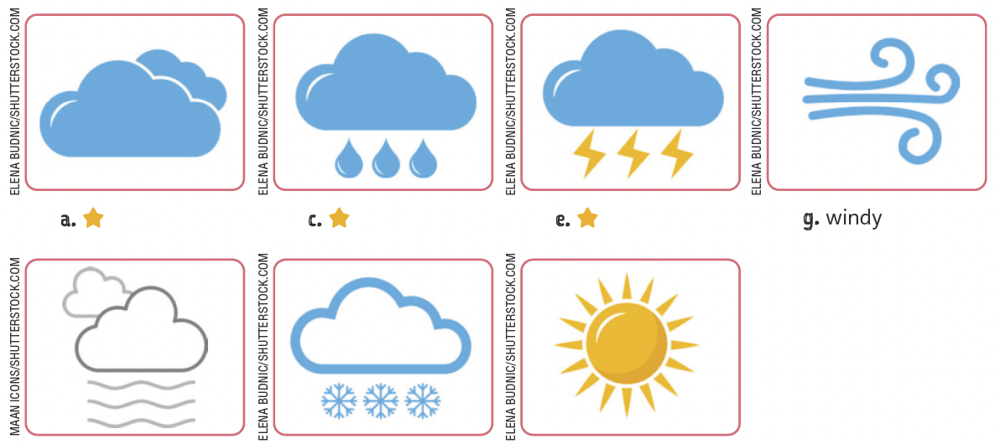 ELENA BUDNIC/SHUTTERSTOCK.COM
ELENA BUDNIC/SHUTTERSTOCK.COM
ELENA BUDNIC/SHUTTERSTOCK.COM
ELENA BUDNIC/SHUTTERSTOCK.COM
a.
c.
e.
g. windy
MAAN ICONS/SHUTTERSTOCK.COM
ELENA BUDNIC/SHUTTERSTOCK.COM
ELENA BUDNIC/SHUTTERSTOCK.COM